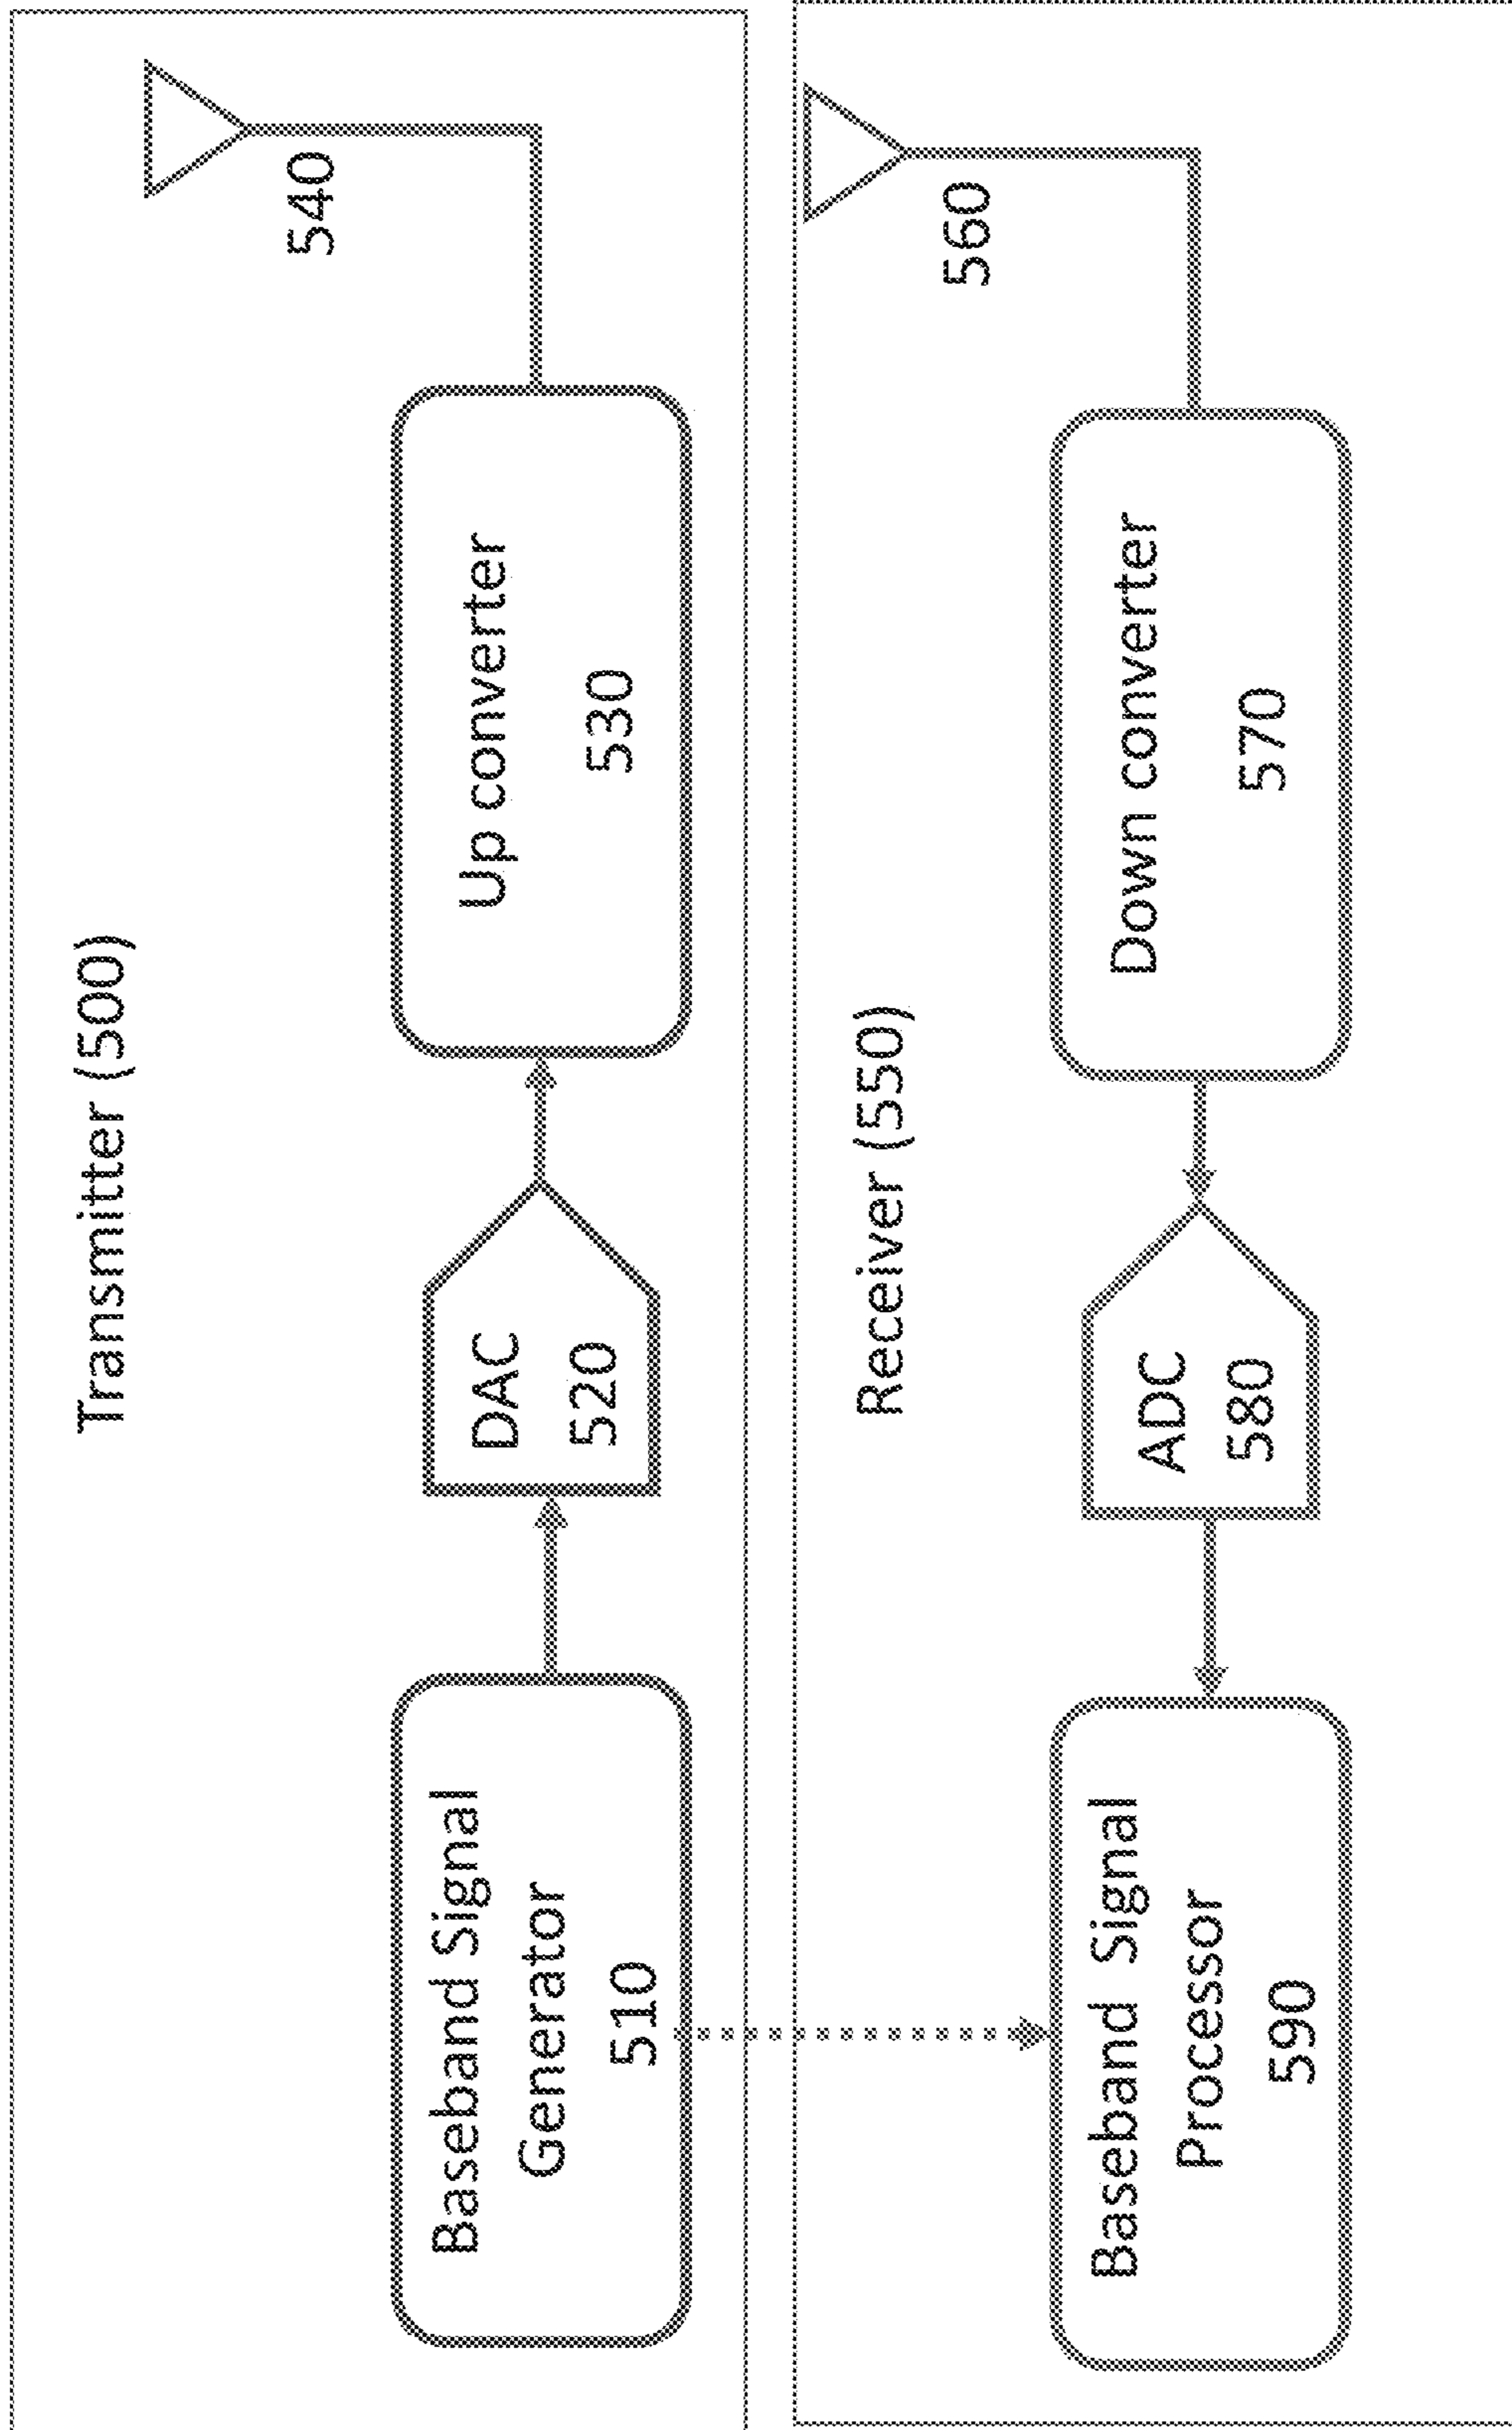 Transmitter (500)
Baseband Signal
Generator
510
DAC
520
Up converter
530
540
Receiver (550)
Baseband Signal
Processor
590
ADC
580
Down converter
570
560